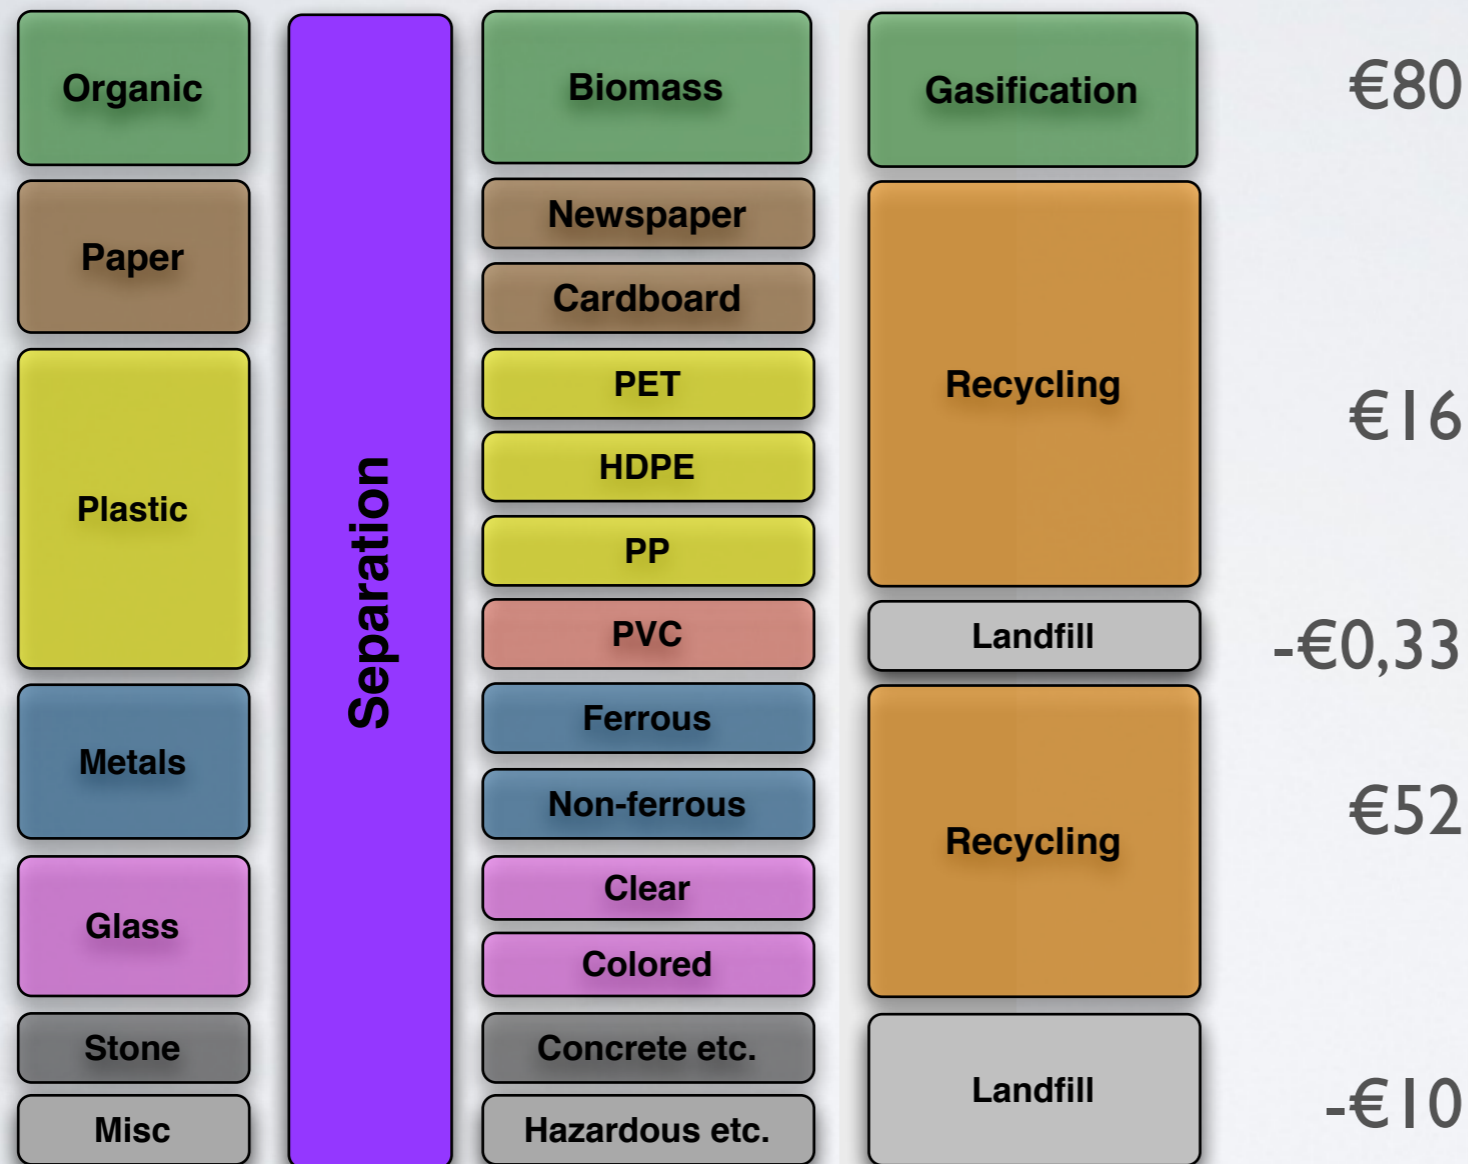 Organic
Paper
Plastic
Metals
Glass
Stone
Misc
Separation
Biomass
Newspaper
Cardboard
PET
HDPE
PP
PVC
Ferrous
Non-ferrous
Clear
Colored
Concrete etc.
Hazardous etc.
Gasification
Recycling
Landfill
Recycling
Landfill
€80
€16
-€0,33
€52
-€10